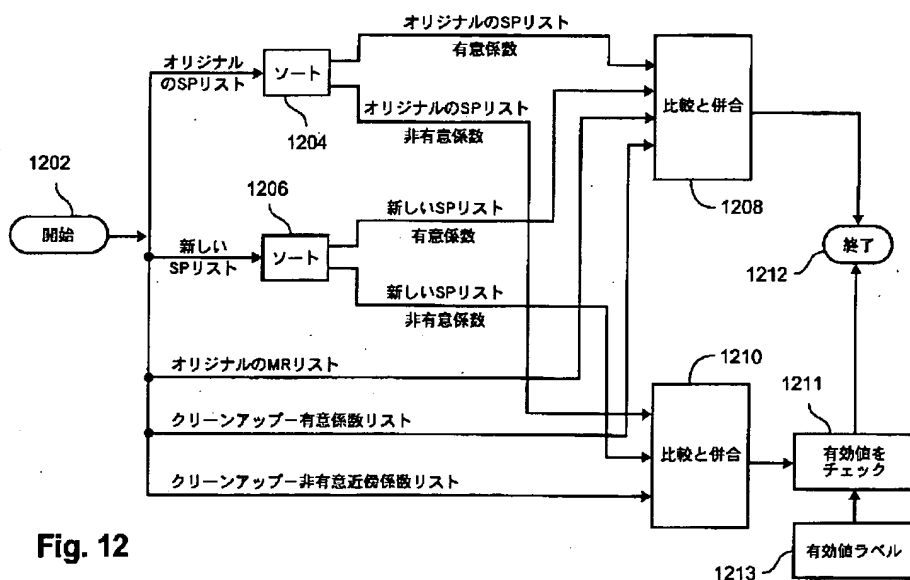 オリジナルのSPリスト
有意係数
オリジナル
のSPリスト
ソート
1204
オリジナルのSPリスト
非有意係数
比較と併合
1208
1202
開始
1206
新しい
SPリスト
ソート
新しいSPリスト
有意係数
新しいSPリスト
非有意係数
終了
1212
オリジナルのMRリスト
クリーンアップー有意係数リスト
クリーンアップー非有意近傍係数リスト
1210
比較と併合
1211
有効値を
チェック
有効値ラベル
1213
Fig. 12